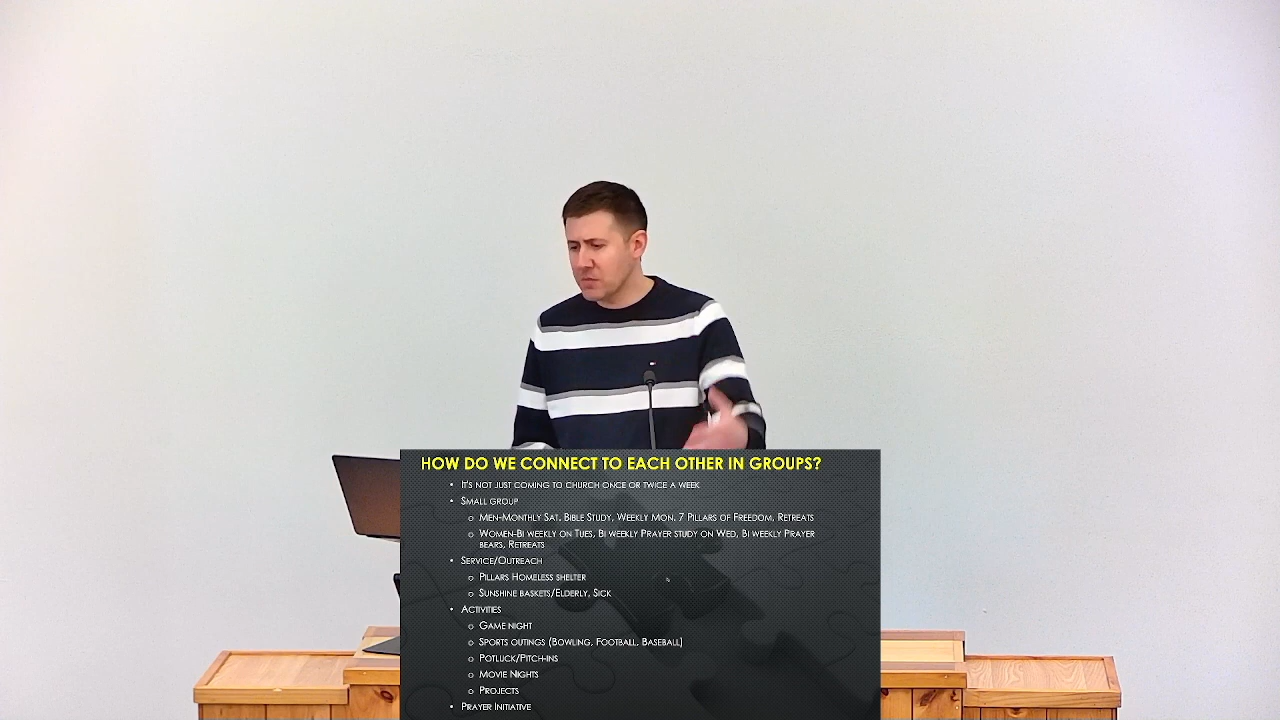 HOW DO WE CONNECT TO EACH OTHER IN GROUPS?
• IT'S NOT JUST COMING TO CHURCH ONCE OR TWICE A WEEK
• SMALL GROUP
o MEN-MONTHLY SAT. BIBLE STUDY, WEEKLY MON. 7 PILLARS OF FREEDOM, RETREATS
o WOMEN-BI WEEKLY ON TUES, BI WEEKLY PRAYER STUDY ON WED, BI WEEKLY PRAYER
BEARS, RETREATS
• SERVICE/OUTREACH
o PILLARS HOMELESS SHELTER
o SUNSHINE BASKETS/ELDERLY, SICK
• ACTIVITIES
o GAME NIGHT
o SPORTS OUTINGS (BOWLING, FOOTBALL, BASEBALL)
o POTLUCK/PITCH-INS
o MOVIE NIGHTS
o PROJECTS
• PRAYER INITIATIVE